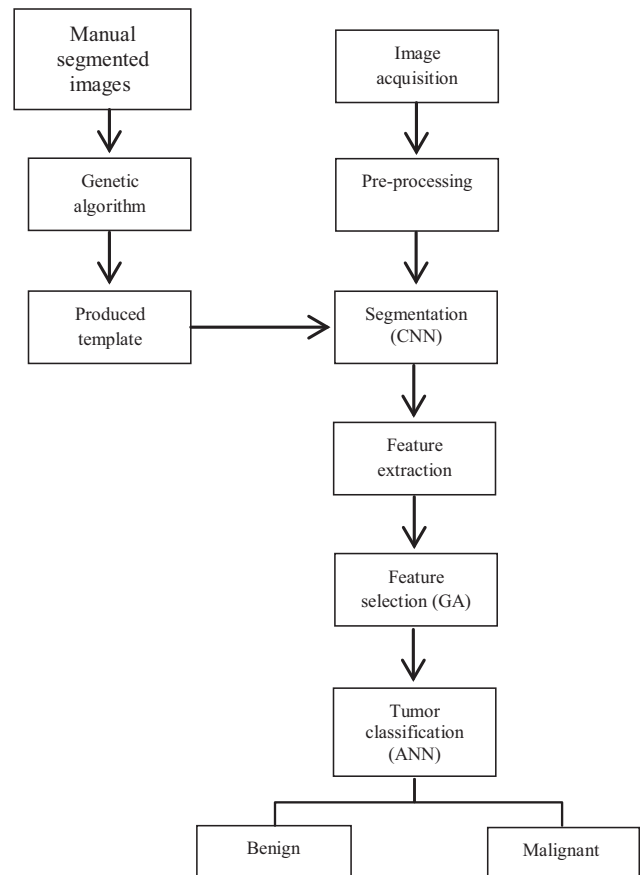 Manual
segmented
images
Image
acquisition
Genetic
algorithm
Pre-processing
Produced
template
Segmentation
(CNN)
Feature
extraction
Feature
selection (GA)
Tumor
classification
(ANN)
Benign
Malignant